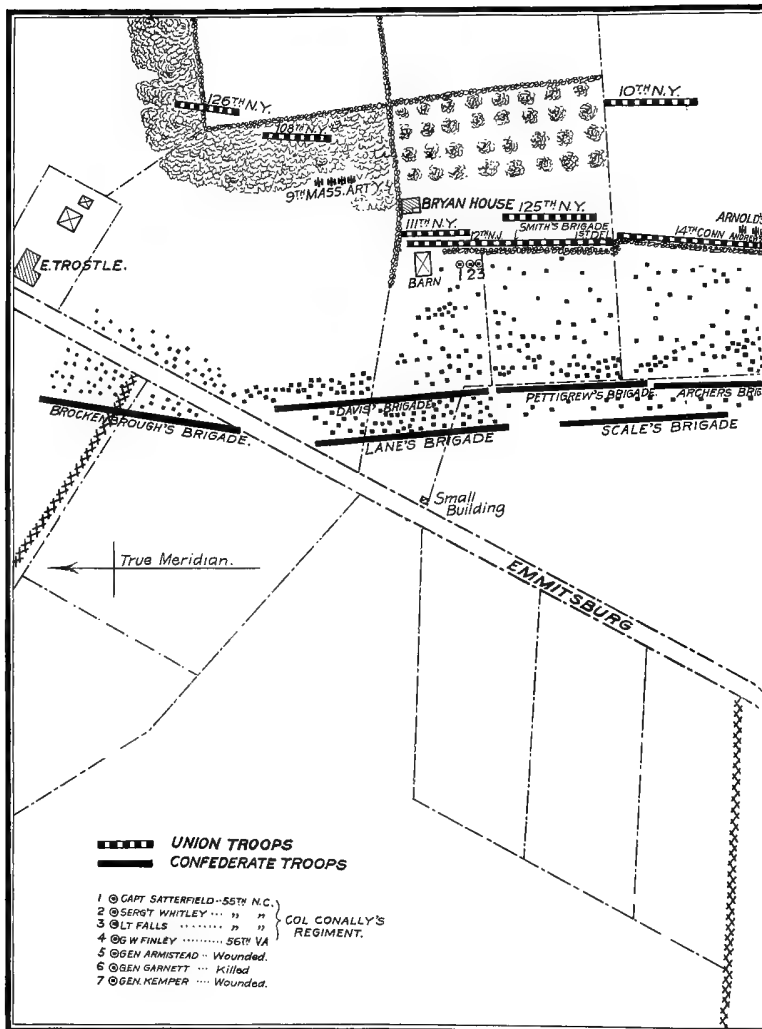 126TH N.Y.
10TH N.Y.
108TH N.Y.
9TH MASS. ART'Y.
BRYAN HOUSE
125TH N.Y.
ARNOLD'S
111TH N.Y.
12TH N.J.
SMITH'S BRIGADE
1ST DEL.
14TH CONN
E. TROSTLE.
BARN
1 2 3
DAVIS' BRIGADE
PETTIGREW'S BRIGADE.
ARCHERS BRIG
BROCKENBROUGH'S BRIGADE.
LANE'S BRIGADE
SCALE'S BRIGADE
Small
Building
True Meridian.
EMMITSBURG
UNION TROOPS
CONFEDERATE TROOPS
1 CAPT SATTERFIELD ·· 55TH N.C.
2 SERG'T WHITLEY ··· " "
3 LT FALLS ········ " "
COL CONALLY'S
REGIMENT.
4 G W FINLEY ·········· 56TH VA
5 GEN ARMISTEAD ·· Wounded.
6 GEN GARNETT ··· Killed
7 GEN. KEMPER ···· Wounded.